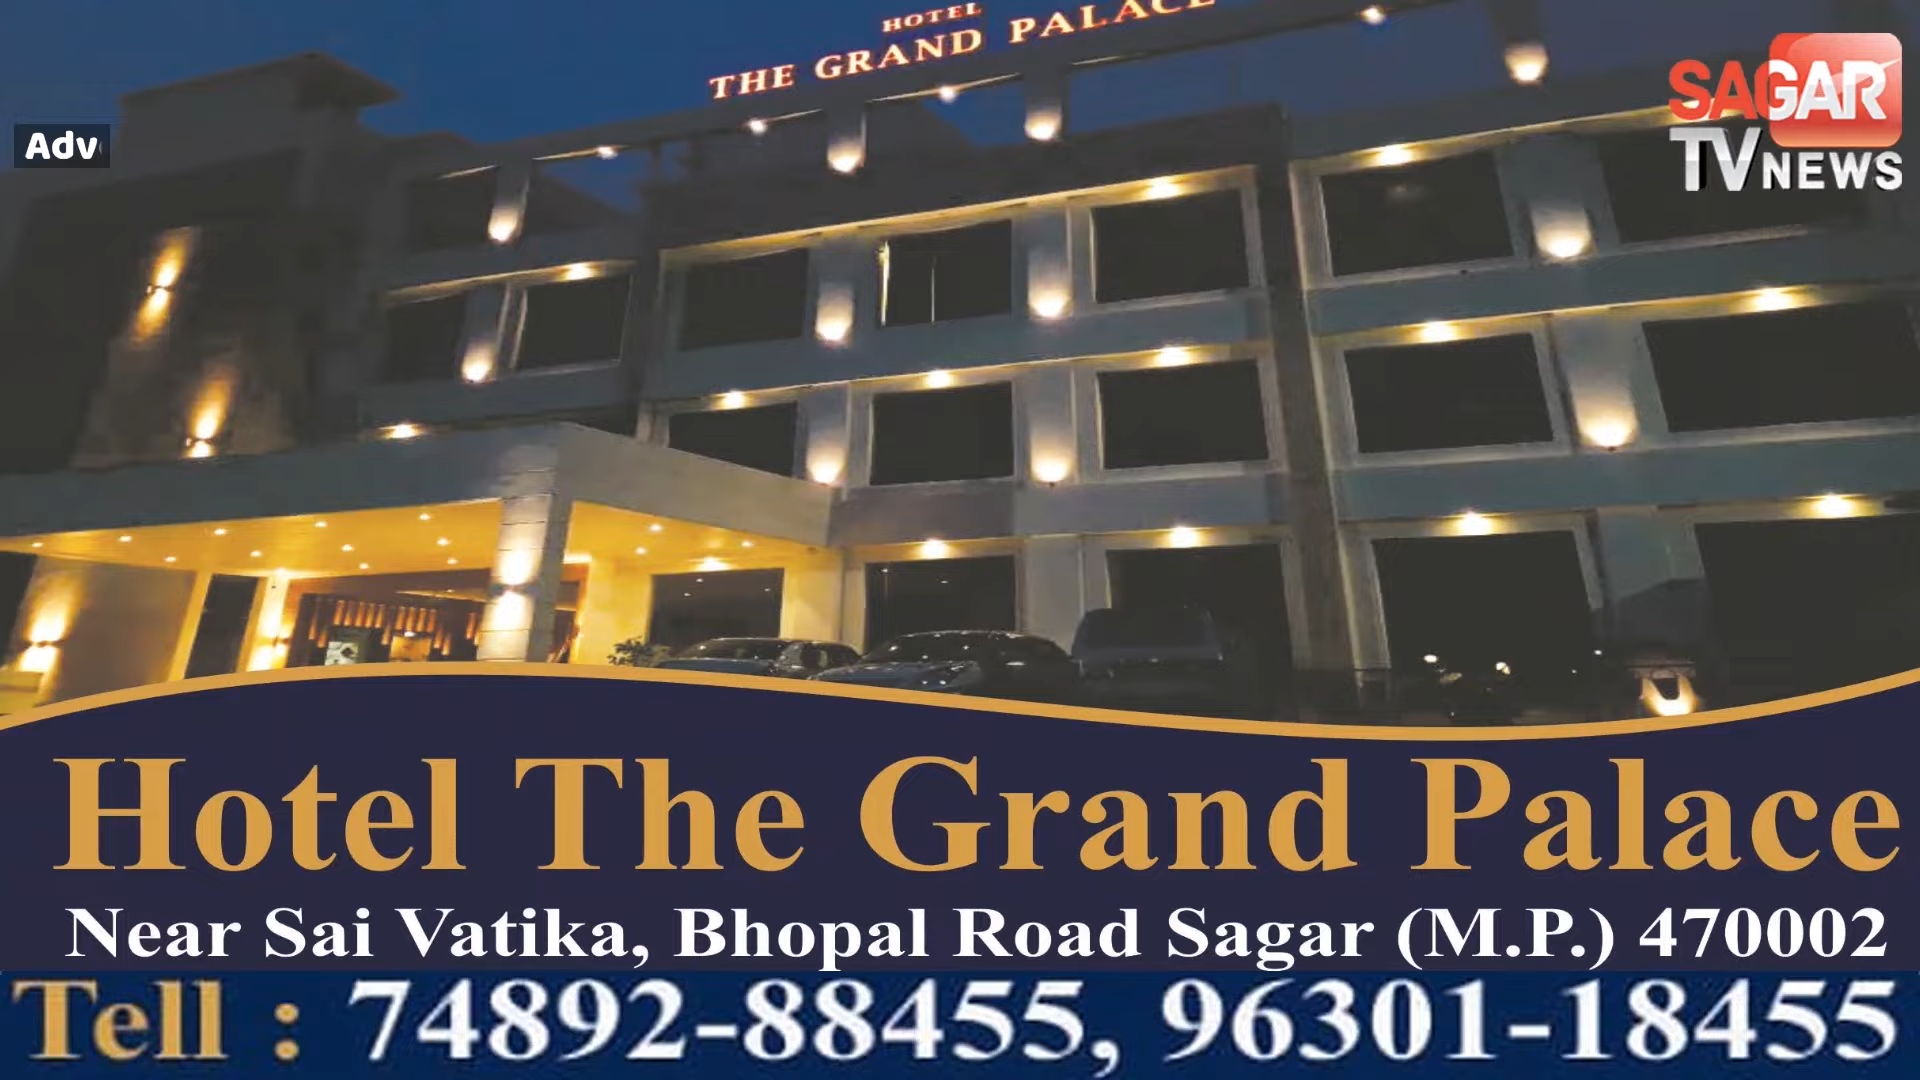 HOTEL
THE GRAND PALACE
SAGAR
TV NEWS
Adv
Hotel The Grand Palace
Near Sai Vatika, Bhopal Road Sagar (M.P.) 470002
Tell : 74892-88455, 96301-18455